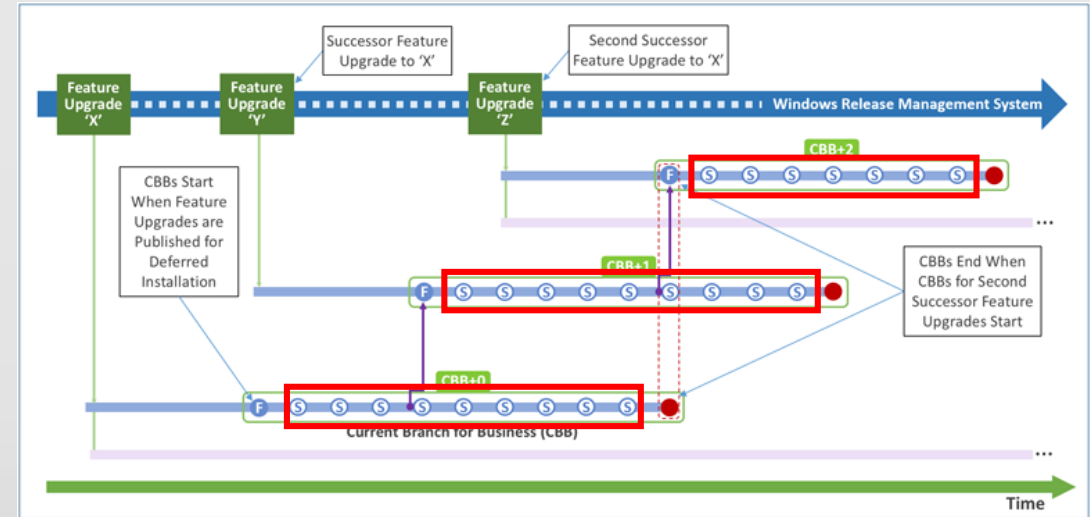 Successor Feature
Upgrade to ‘X’
Second Successor
Feature Upgrade to ‘X’
Feature
Upgrade
‘X’
Feature
Upgrade
‘Y’
Feature
Upgrade
‘Z’
Windows Release Management System
CBB+2
F S S S S S S S
...
CBBs Start
When Feature
Upgrades are
Published for
Deferred
Installation
CBB+1
F S S S S S S S S S
CBBs End When
CBBs for Second
Successor Feature
Upgrades Start
CBB+0
F S S S S S S S S S
Current Branch for Business (CBB)
...
Time